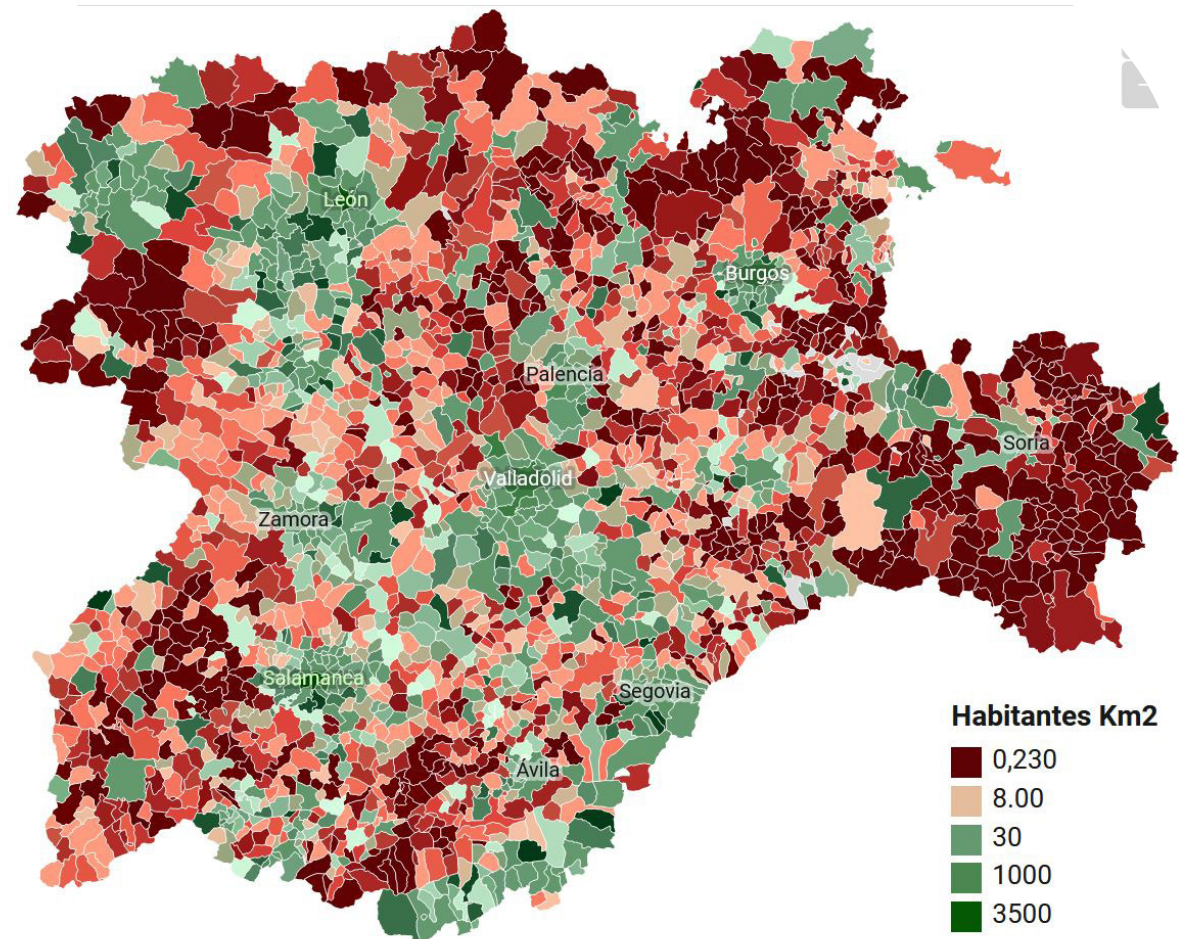 León
Burgos
Palencia
Soria
Valladolid
Zamora
Salamanca
Segovia
Ávila
Habitantes Km2
0,230
8.00
30
1000
3500